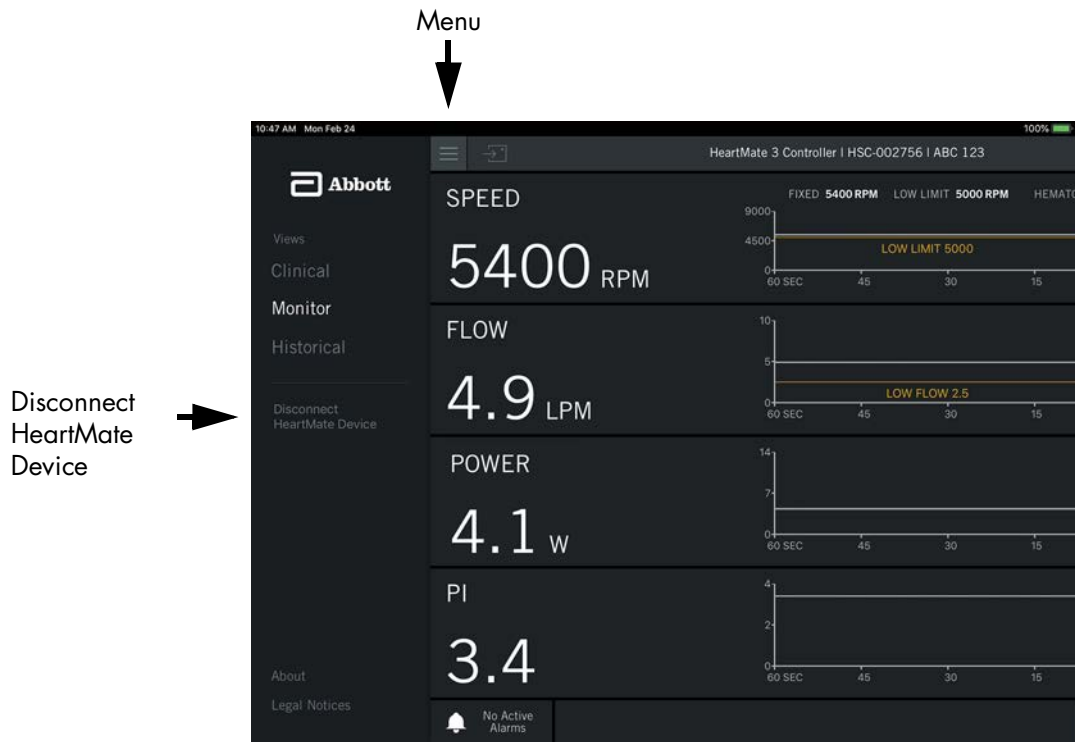 Menu
10:47 AM Mon Feb 24
100%
HeartMate 3 Controller I HSC-002756 I ABC 123
Abbott
Views
Clinical
Monitor
Historical
Disconnect
HeartMate Device
About
Legal Notices
Disconnect
HeartMate
Device
SPEED
5400 RPM
FIXED 5400 RPM LOW LIMIT 5000 RPM HEMATO
9000
4500
LOW LIMIT 5000
0
60 SEC 45 30 15
FLOW
4.9 LPM
10
5
LOW FLOW 2.5
0
60 SEC 45 30 15
POWER
4.1 W
14
7
0
60 SEC 45 30 15
PI
3.4
4
2
0
60 SEC 45 30 15
No Active
Alarms